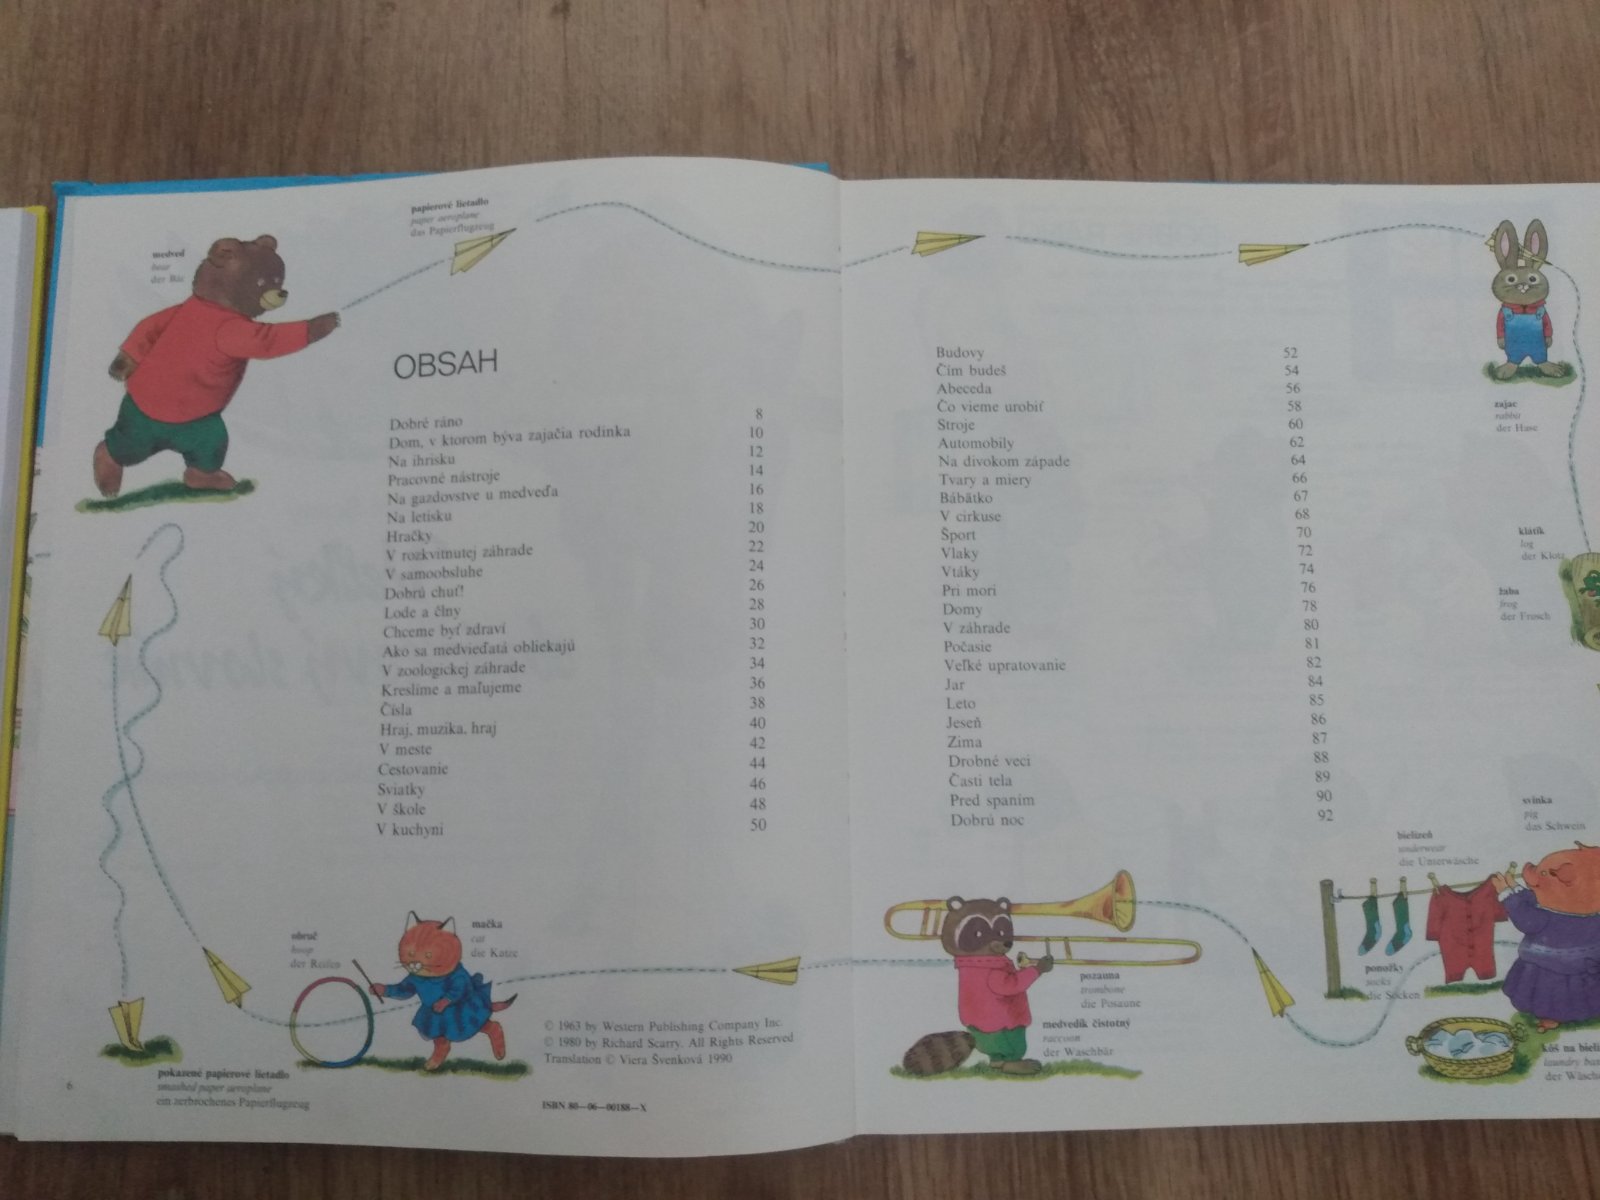 papierové lietadlo
paper aeroplane
das Papierflugzeug
medveď
bear
der Bär
OBSAH
Dobré ráno 8
Dom, v ktorom býva zajačia rodinka 10
Na ihrisku 12
Pracovné nástroje 14
Na gazdovstve u medveďa 16
Na letisku 18
Hračky 20
V rozkvitnutej záhrade 22
V samoobsluhe 24
Dobrú chuť! 26
Lode a člny 28
Chceme byť zdraví 30
Ako sa medvieďatá obliekajú 32
V zoologickej záhrade 34
Kreslíme a maľujeme 36
Čísla 38
Hraj, muzika, hraj 40
V meste 42
Cestovanie 44
Sviatky 46
V škole 48
V kuchyni 50
obruč
hoop
der Reifen
mačka
cat
die Katze
© 1963 by Western Publishing Company Inc.
© 1980 by Richard Scarry. All Rights Reserved
Translation © Viera Švenková 1990
pokazené papierové lietadlo
smashed paper aeroplane
ein zerbrochenes Papierflugzeug
6
ISBN 80—06—00188—X
Budovy 52
Čím budeš 54
Abeceda 56
Čo vieme urobiť 58
Stroje 60
Automobily 62
Na divokom západe 64
Tvary a miery 66
Bábätko 67
V cirkuse 68
Šport 70
Vlaky 72
Vtáky 74
Pri mori 76
Domy 78
V záhrade 80
Počasie 81
Veľké upratovanie 82
Jar 84
Leto 85
Jeseň 86
Zima 87
Drobné veci 88
Časti tela 89
Pred spaním 90
Dobrú noc 92
zajac
rabbit
der Hase
klátik
log
der Klotz
žaba
frog
der Frosch
svinka
pig
das Schwein
bielizeň
underwear
die Unterwäsche
ponožky
socks
die Socken
pozauna
trombone
die Posaune
medvedík čistotný
raccoon
der Waschbär
kôš na
laundry
der